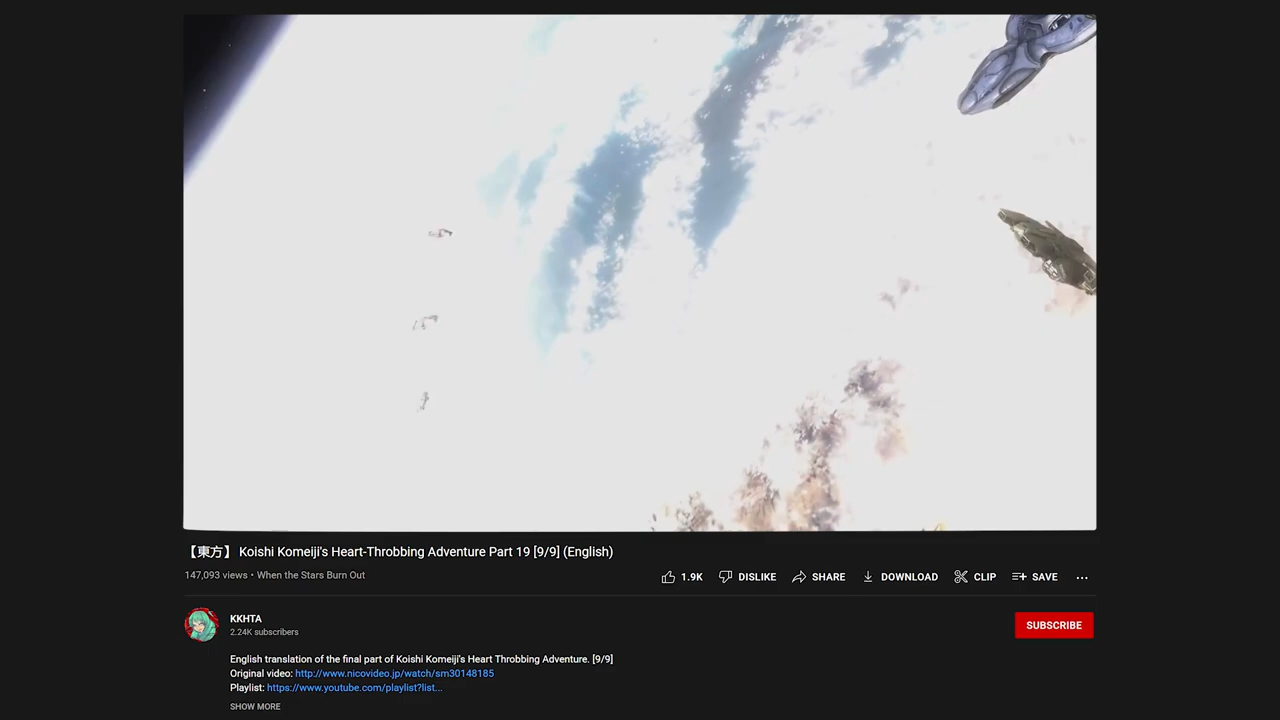 【東方】 Koishi Komeiji's Heart-Throbbing Adventure Part 19 [9/9] (English)
147,093 views • When the Stars Burn Out
1.9K DISLIKE SHARE DOWNLOAD CLIP SAVE ...
KKHTA
2.24K subscribers
SUBSCRIBE
English translation of the final part of Koishi Komeiji's Heart Throbbing Adventure. [9/9]
Original video: http://www.nicovideo.jp/watch/sm30148185
Playlist: https://www.youtube.com/playlist?list...
SHOW MORE